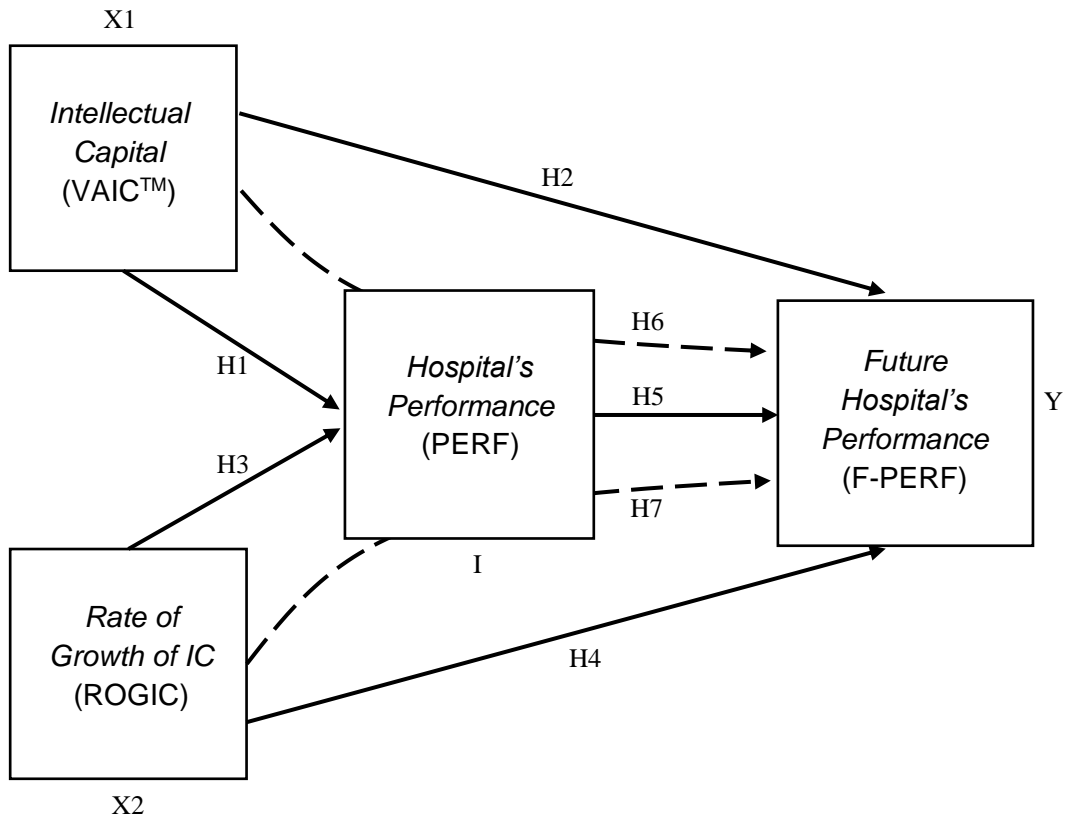 X1
Intellectual
Capital
(VAIC™)
H2
H1
H6
Hospital's
Performance
(PERF)
H5
Future
Hospital's
Performance
(F-PERF)
Y
H3
H7
I
Rate of
Growth of IC
(ROGIC)
H4
X2